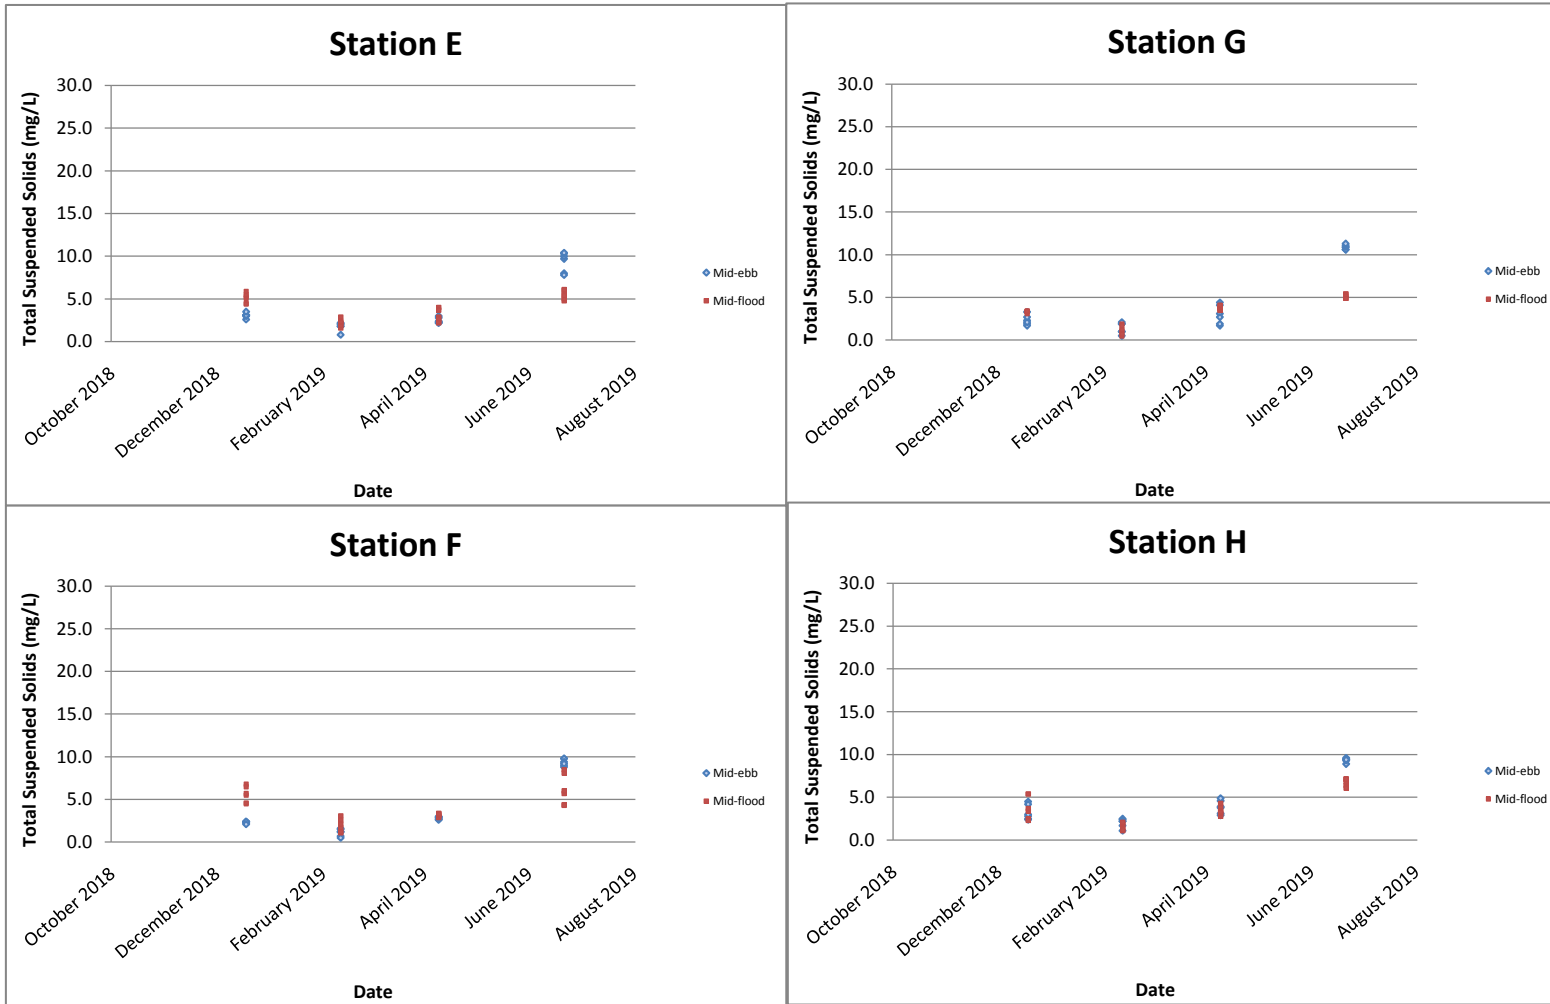 Station E
Total Suspended Solids (mg/L)
30.0
25.0
20.0
15.0
10.0
5.0
0.0
October 2018
December 2018
February 2019
April 2019
June 2019
August 2019
Date
Mid-ebb
Mid-flood
Station G
Total Suspended Solids (mg/L)
30.0
25.0
20.0
15.0
10.0
5.0
0.0
October 2018
December 2018
February 2019
April 2019
June 2019
August 2019
Date
Mid-ebb
Mid-flood
Station F
Total Suspended Solids (mg/L)
30.0
25.0
20.0
15.0
10.0
5.0
0.0
October 2018
December 2018
February 2019
April 2019
June 2019
August 2019
Date
Mid-ebb
Mid-flood
Station H
Total Suspended Solids (mg/L)
30.0
25.0
20.0
15.0
10.0
5.0
0.0
October 2018
December 2018
February 2019
April 2019
June 2019
August 2019
Date
Mid-ebb
Mid-flood